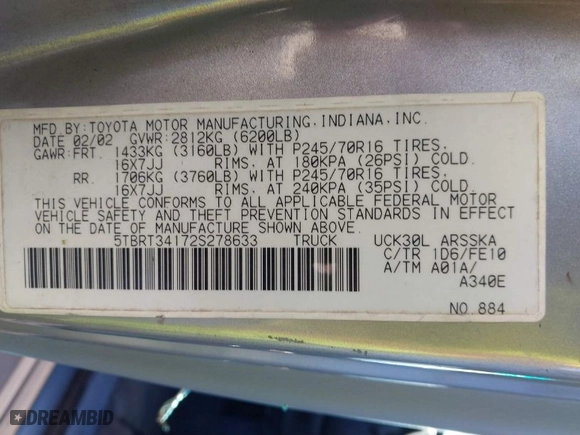 MFD.BY:TOYOTA MOTOR MANUFACTURING,INDIANA,INC.
DATE 02/02 GVWR:2812KG (6200LB)
GAWR:FRT. 1433KG (3160LB) WITH P245/70R16 TIRES,
16X7JJ RIMS, AT 180KPA (26PSI) COLD.
RR. 1706KG (3760LB) WITH P245/70R16 TIRES,
16X7JJ RIMS, AT 240KPA (35PSI) COLD.
THIS VEHICLE CONFORMS TO ALL APPLICABLE FEDERAL MOTOR
VEHICLE SAFETY AND THEFT PREVENTION STANDARDS IN EFFECT
ON THE DATE OF MANUFACTURE SHOWN ABOVE.
5TBRT34172S278633 TRUCK UCK30L ARSSKA
C/TR 1D6/FE10
A/TM A01A/
A340E
NO.884
DREAMBID